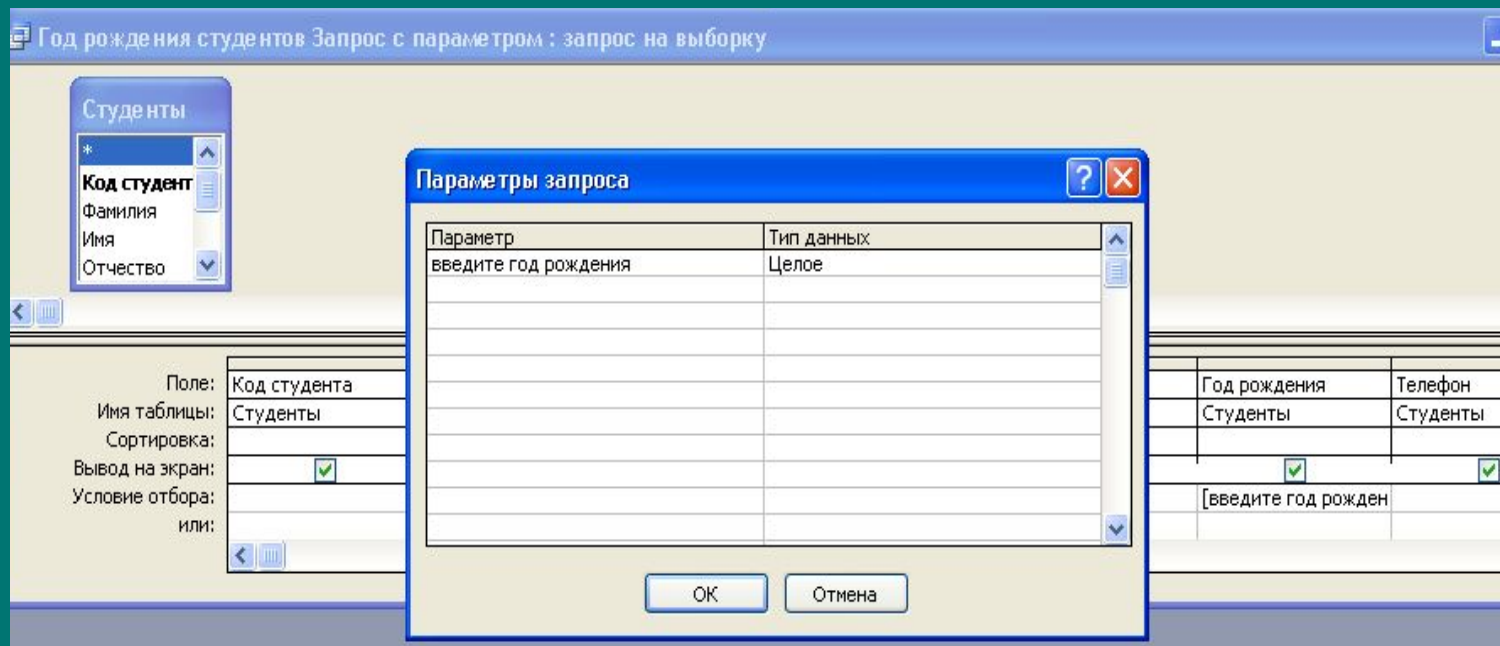 Год рождения студентов Запрос с параметром : запрос на выборку
Студенты
*
Код студент
Фамилия
Имя
Отчество
Параметры запроса
Параметр Тип данных
введите год рождения Целое
ОК Отмена
Поле: Код студента Год рождения Телефон
Имя таблицы: Студенты Студенты Студенты
Сортировка:
Вывод на экран:
Условие отбора: [введите год рожден
или: